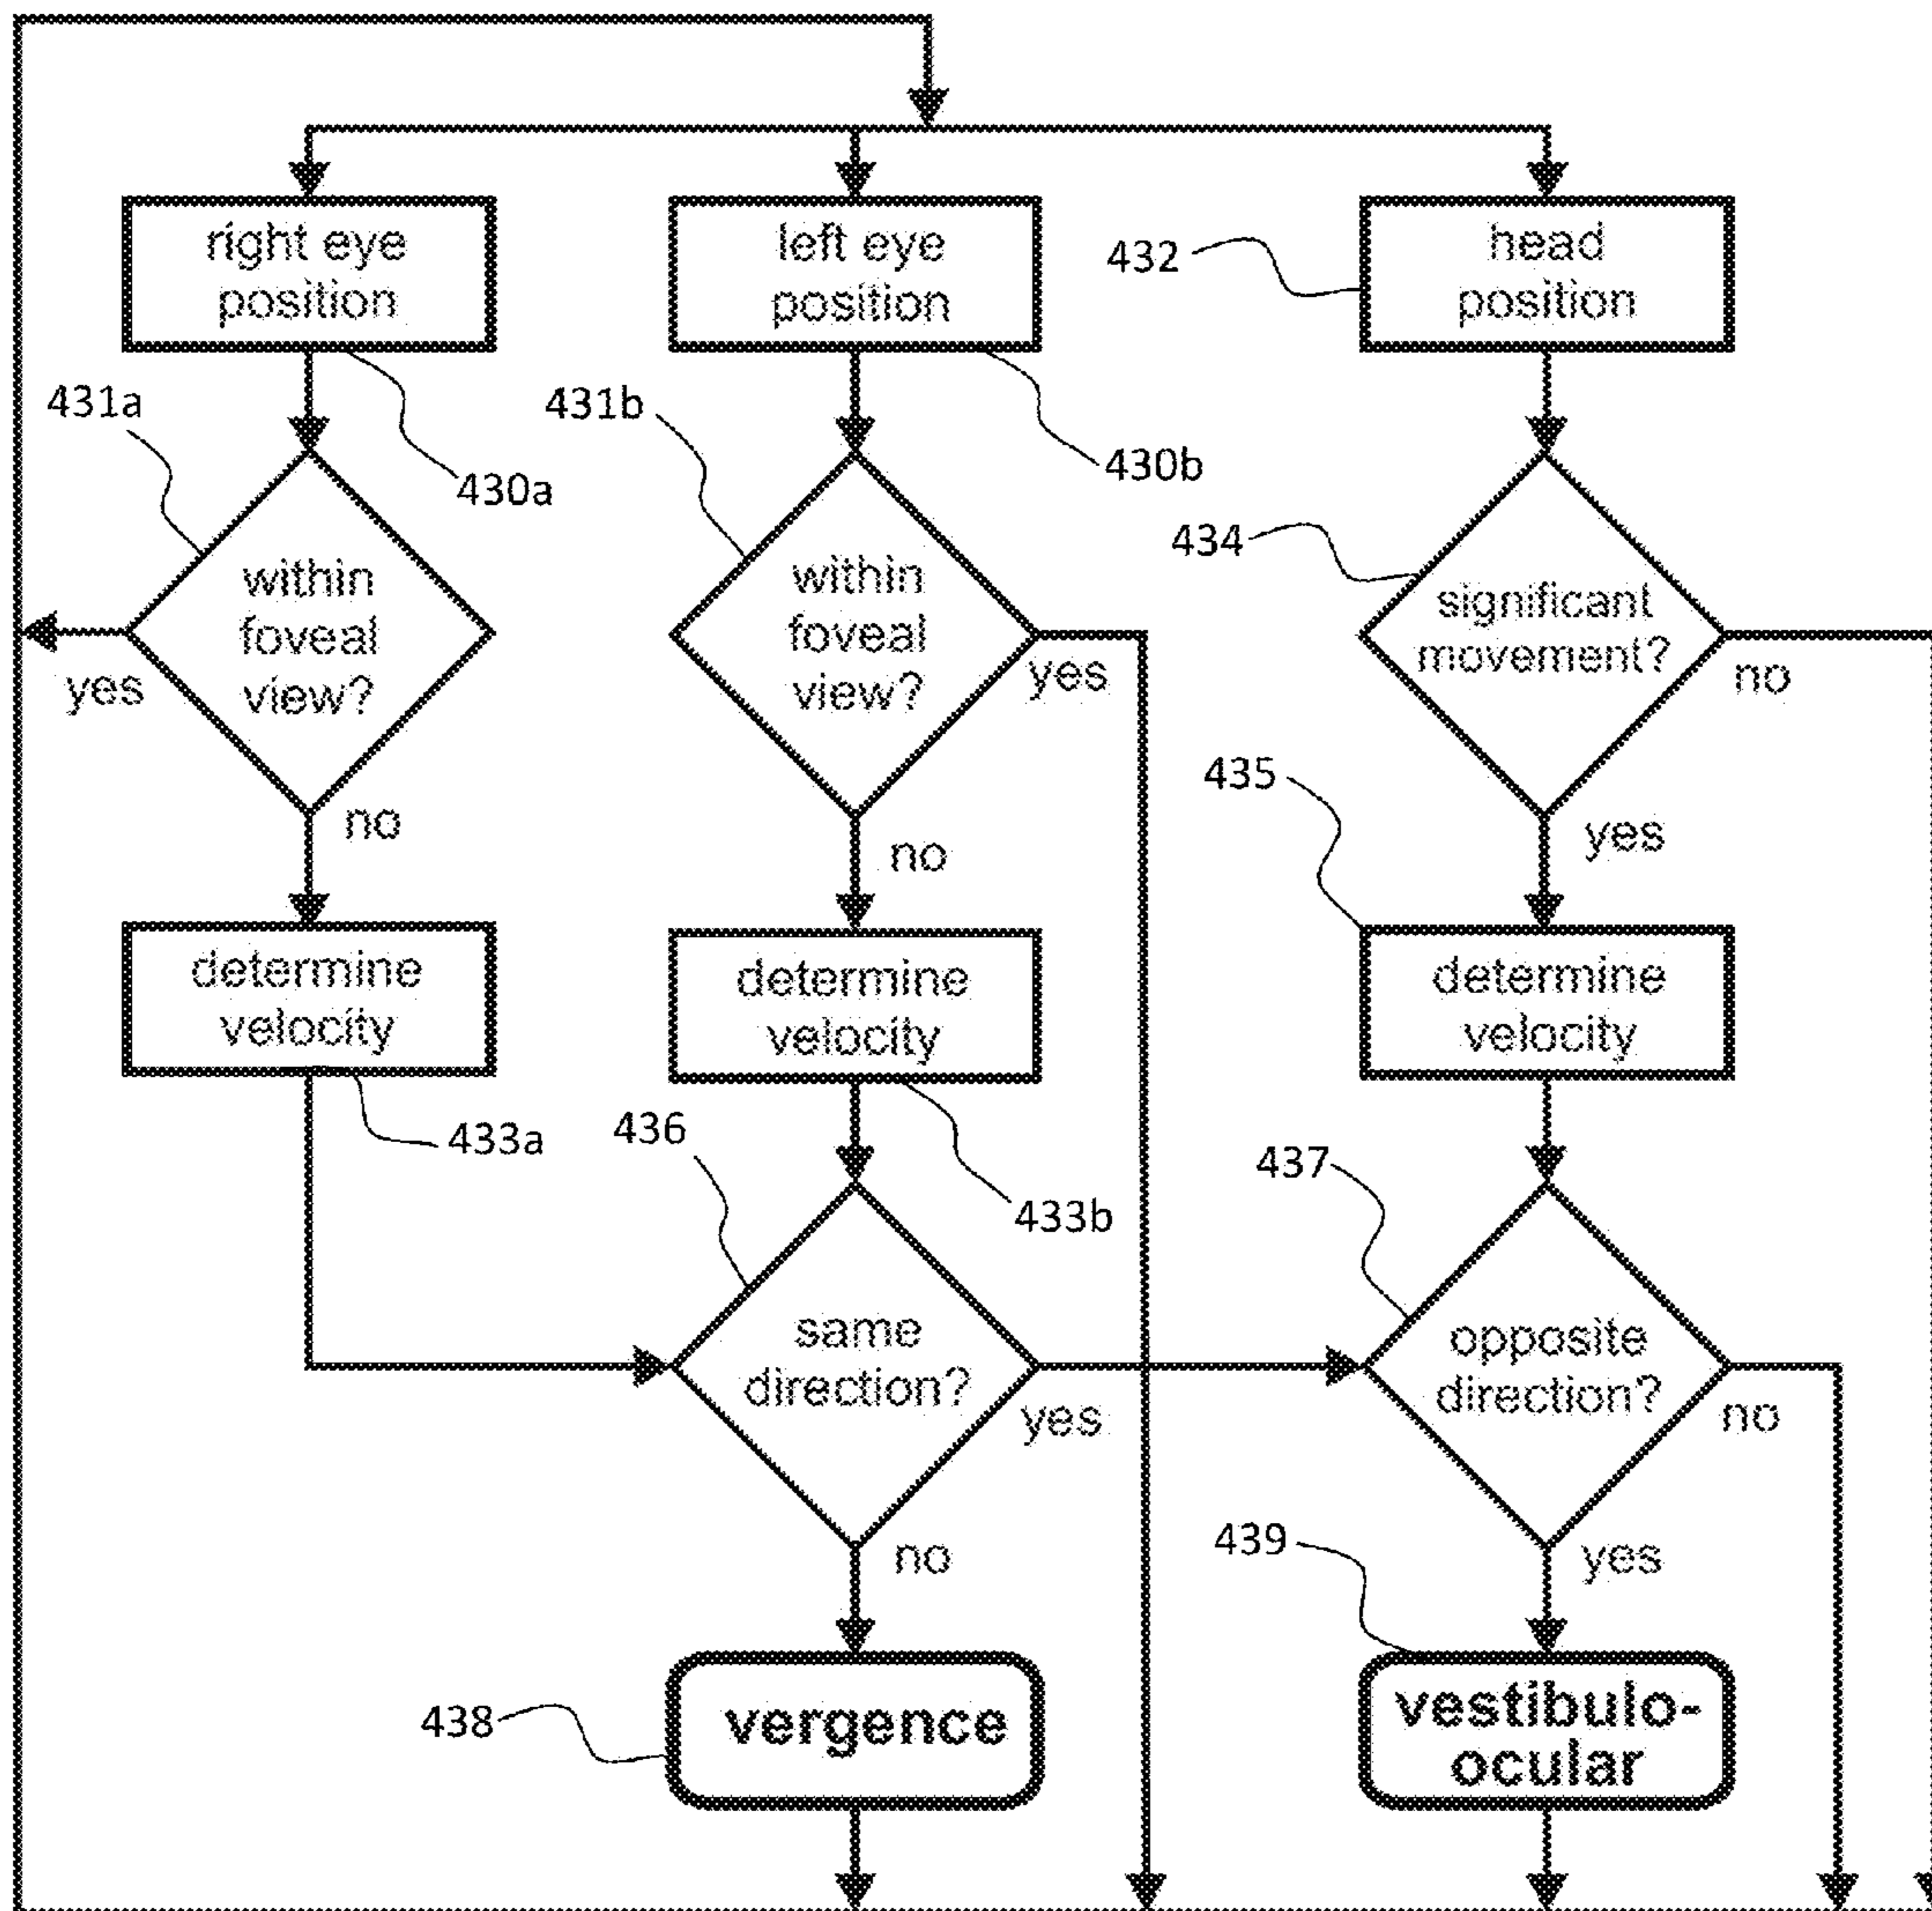 right eye
position
left eye
position
432
head
position
431a
431b
430a
430b
434
within
foveal
view?
within
foveal
view?
significant
movement?
yes
yes
no
435
no
no
yes
determine
velocity
determine
velocity
determine
velocity
433a
436
433b
437
same
direction?
opposite
direction?
yes
no
439
no
yes
438
vergence
vestibulo-
ocular